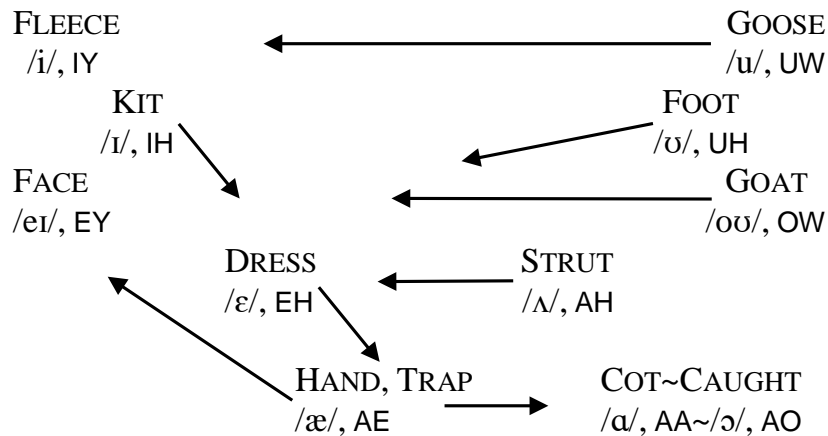 FLEECE GOOSE
/i/, IY /u/, UW
KIT FOOT
/ɪ/, IH /ʊ/, UH
FACE GOAT
/eɪ/, EY /oʊ/, OW
DRESS STRUT
/ɛ/, EH /ʌ/, AH
HAND, TRAP COT~CAUGHT
/æ/, AE /ɑ/, AA~/ɔ/, AO